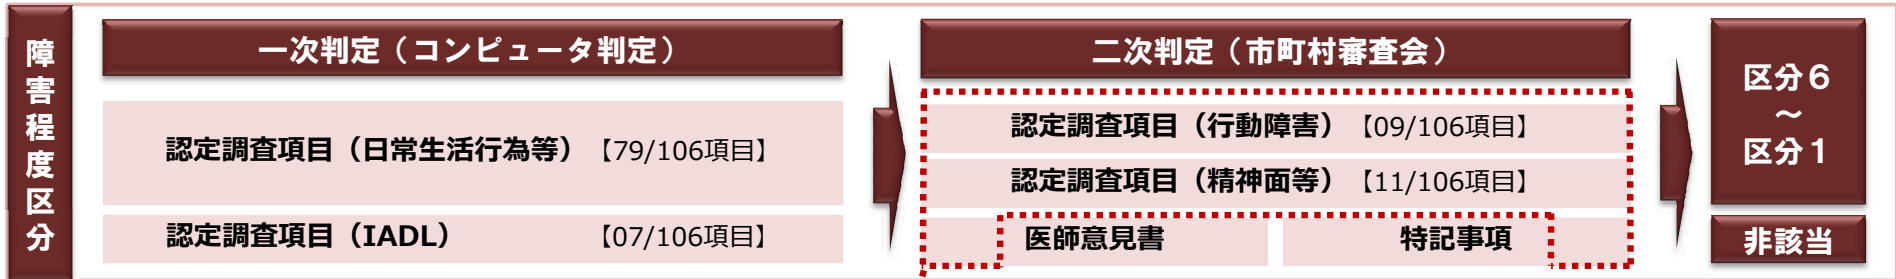 障害程度区分
一次判定（コンピュータ判定）
認定調査項目（日常生活行為等）【79/106項目】
認定調査項目（IADL）【07/106項目】
二次判定（市町村審査会）
認定調査項目（行動障害）【09/106項目】
認定調査項目（精神面等）【11/106項目】
医師意見書
特記事項
区分６
～
区分１
非該当